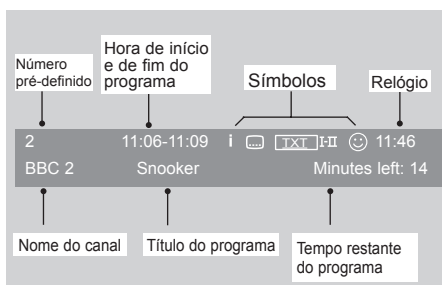 Número
pré-definido
Hora de início
e de fim do
programa
Símbolos
Relógio
2 11:06-11:09 i .... TXT I-II 11:46
BBC 2 Snooker Minutes left: 14
Nome do canal
Título do programa
Tempo restante
do programa